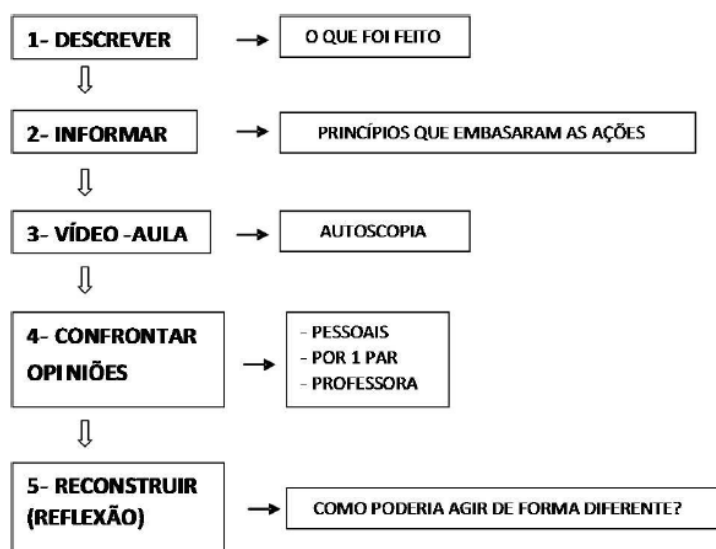 1- DESCREVER
O QUE FOI FEITO
2- INFORMAR
PRINCÍPIOS QUE EMBASARAM AS AÇÕES
3- VÍDEO -AULA
AUTOSCOPIA
4- CONFRONTAR
OPINIÕES
- PESSOAIS
- POR 1 PAR
- PROFESSORA
5- RECONSTRUIR
(REFLEXÃO)
COMO PODERIA AGIR DE FORMA DIFERENTE?